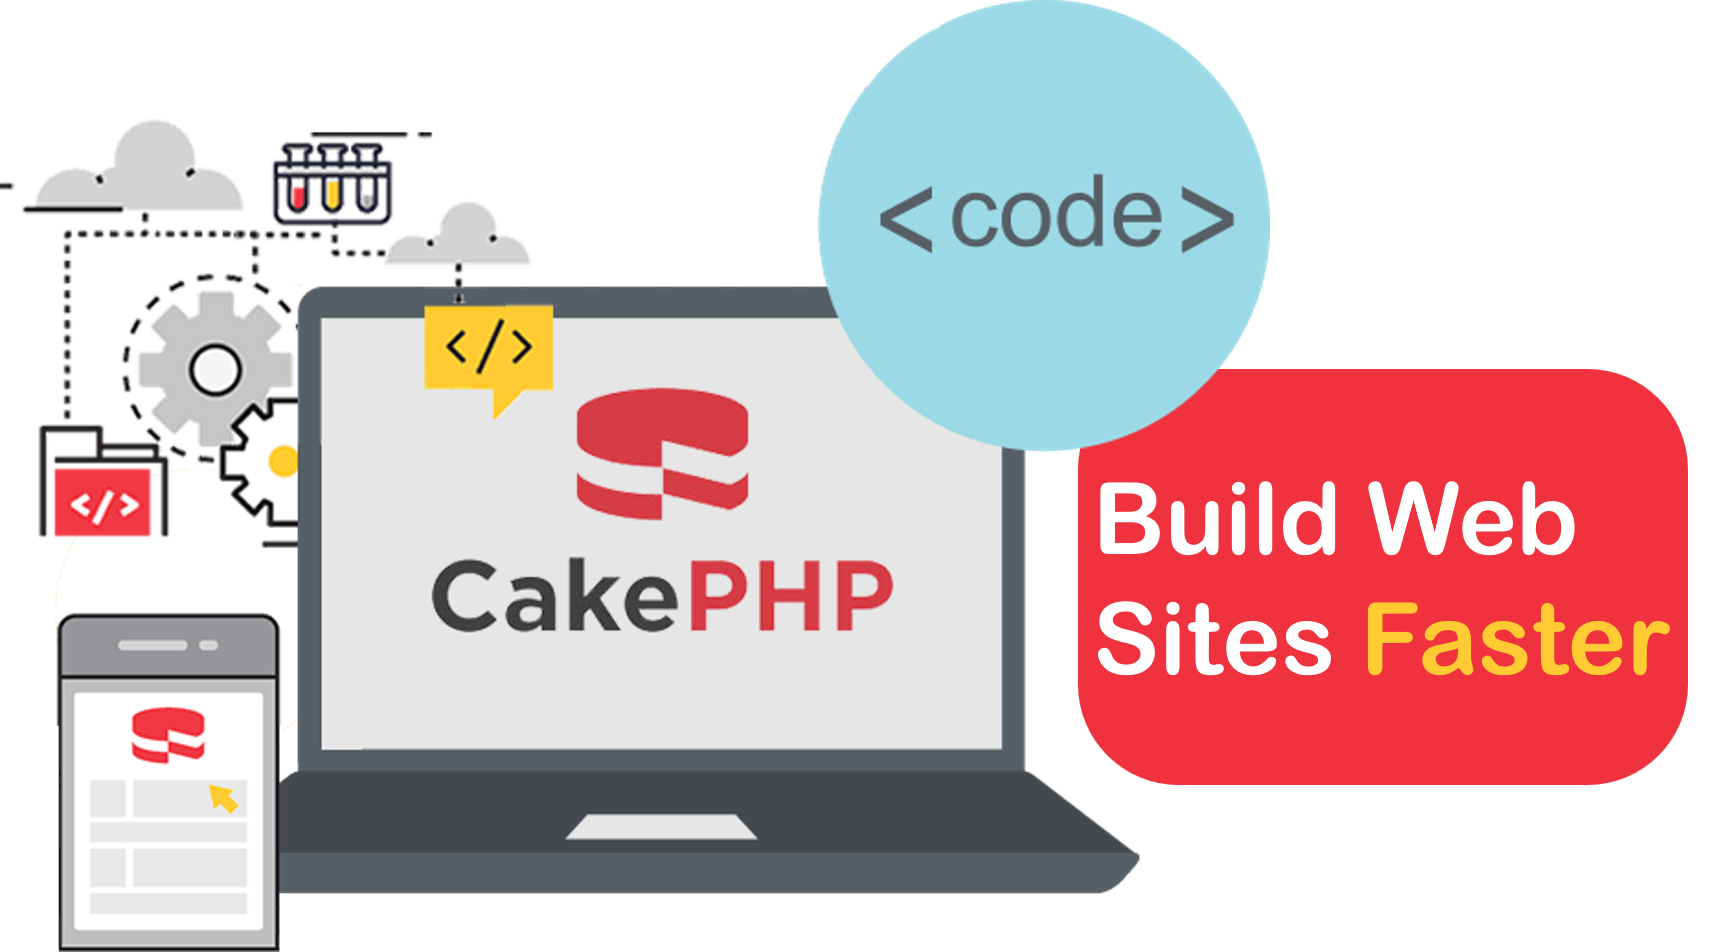 <code>
</>
CakePHP
</>
Build Web
Sites Faster